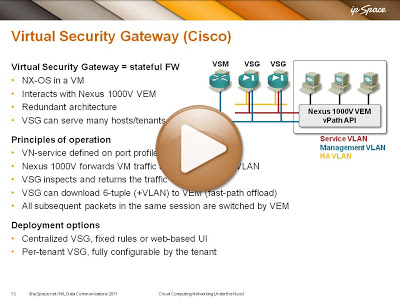 ip Space
Virtual Security Gateway (Cisco)
Virtual Security Gateway = stateful FW
• NX-OS in a VM
• Interacts with Nexus 1000V VEM
• Redundant architecture
• VSG can serve many hosts/tenants
VSM VSG VSG
Nexus 1000V VEM
vPath API
Service VLAN
Management VLAN
HA VLAN
Principles of operation
• VN-service defined on port profile
• Nexus 1000V forwards VM traffic VLAN
• VSG inspects and returns the traffic
• VSG can download 6-tuple (+VLAN) to VEM (fast-path offload)
• All subsequent packets in the same session are switched by VEM
Deployment options
• Centralized VSG, fixed rules or web-based UI
• Per-tenant VSG, fully configurable by the tenant
13 © ipSpace.net / NIL Data Communications 2011 Cloud Computing Networking Under the Hood